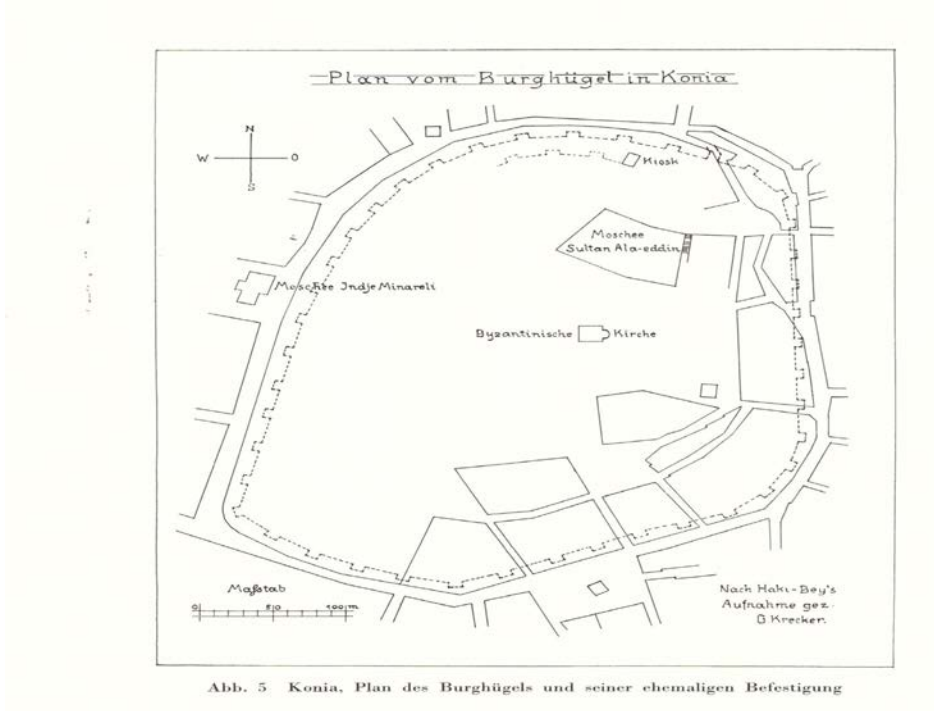 Plan vom Burghügel in Konia
N
W O
S
Kiosk
Moschee
Sultan Ala-eddin
Moschee Indje Minareli
Byzantinische Kirche
Maßstab
0 50 100 m
Nach Haki-Bey's
Aufnahme gez.
B Krecker.
Abb. 5 Konia, Plan des Burghügels und seiner ehemaligen Befestigung